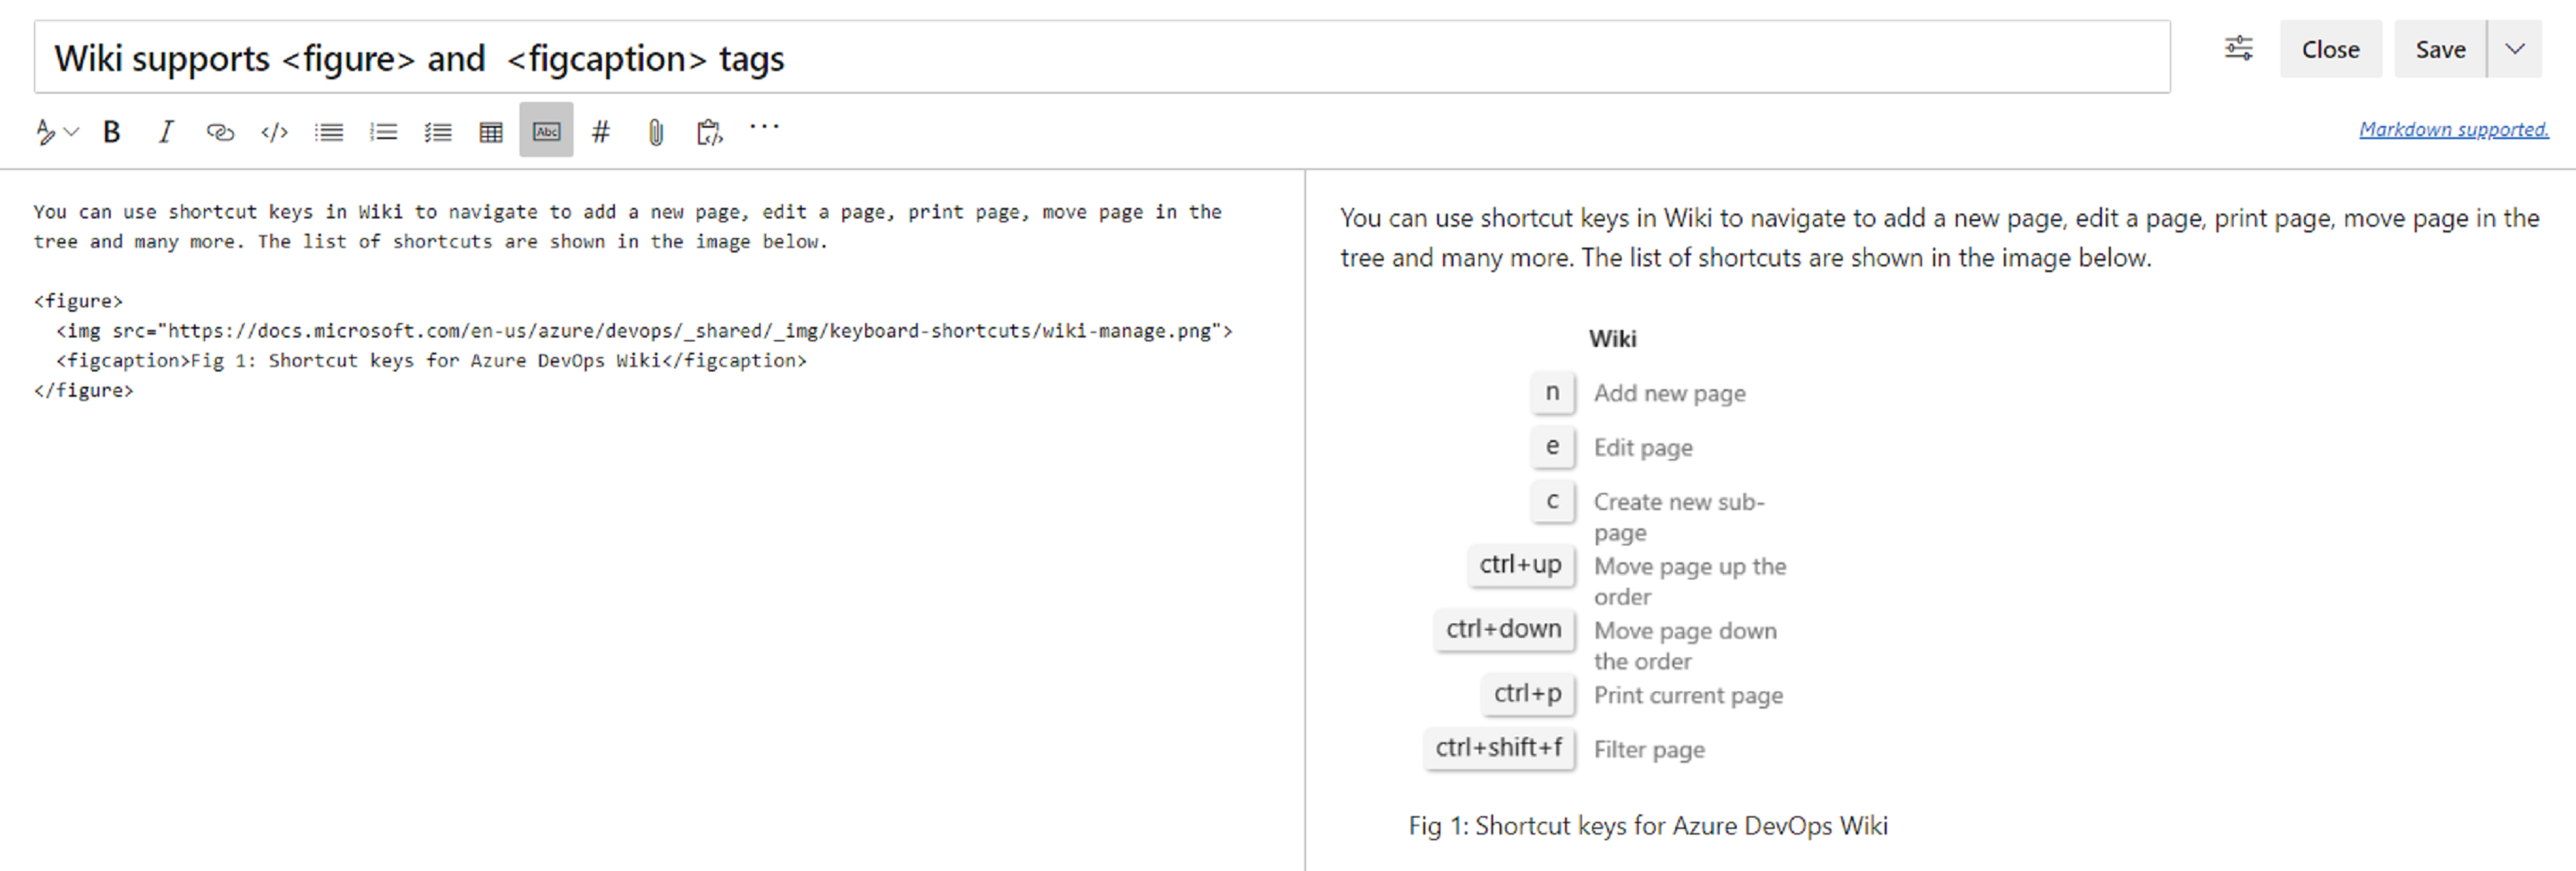 Wiki supports <figure> and  <figcaption> tags
Close
Save
B
I
</>
Abc
#
...
Markdown supported.
You can use shortcut keys in Wiki to navigate to add a new page, edit a page, print page, move page in the
tree and many more. The list of shortcuts are shown in the image below.
<figure>
  <img src="https://docs.microsoft.com/en-us/azure/devops/_shared/_img/keyboard-shortcuts/wiki-manage.png">
  <figcaption>Fig 1: Shortcut keys for Azure DevOps Wiki</figcaption>
</figure>
You can use shortcut keys in Wiki to navigate to add a new page, edit a page, print page, move page in the
tree and many more. The list of shortcuts are shown in the image below.
Wiki
n Add new page
e Edit page
c Create new sub-
page
ctrl+up Move page up the
order
ctrl+down Move page down
the order
ctrl+p Print current page
ctrl+shift+f Filter page
Fig 1: Shortcut keys for Azure DevOps Wiki